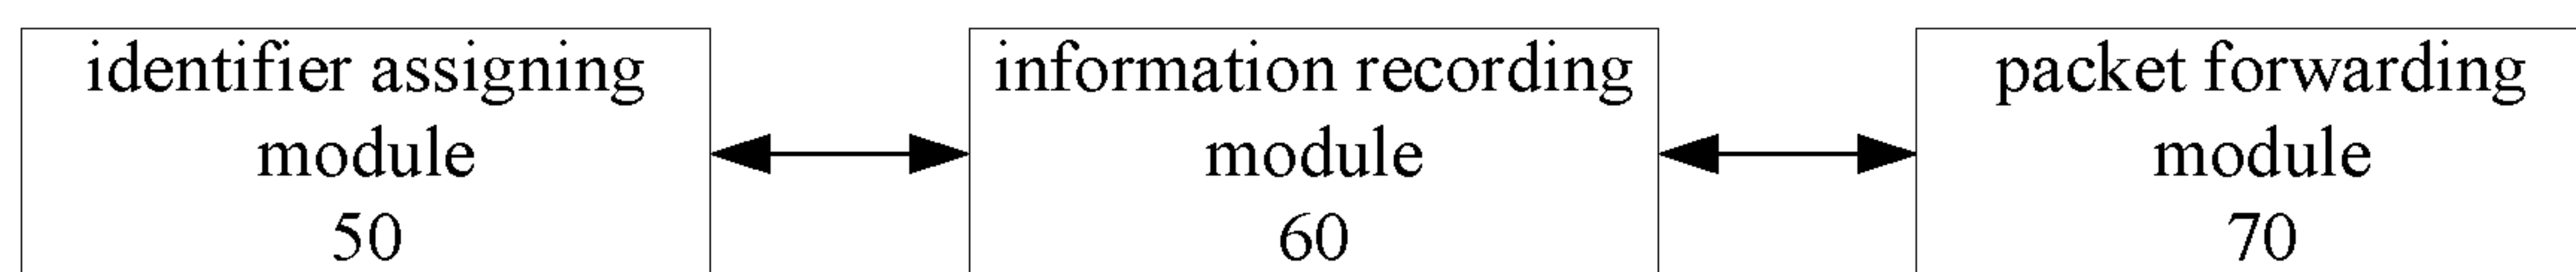 identifier assigning
module
50
information recording
module
60
packet forwarding
module
70